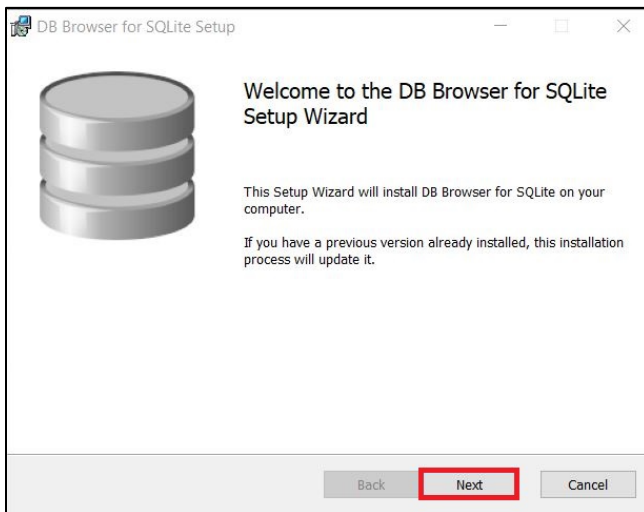 DB Browser for SQLite Setup
Welcome to the DB Browser for SQLite
Setup Wizard
This Setup Wizard will install DB Browser for SQLite on your
computer.
If you have a previous version already installed, this installation
process will update it.
Back Next Cancel